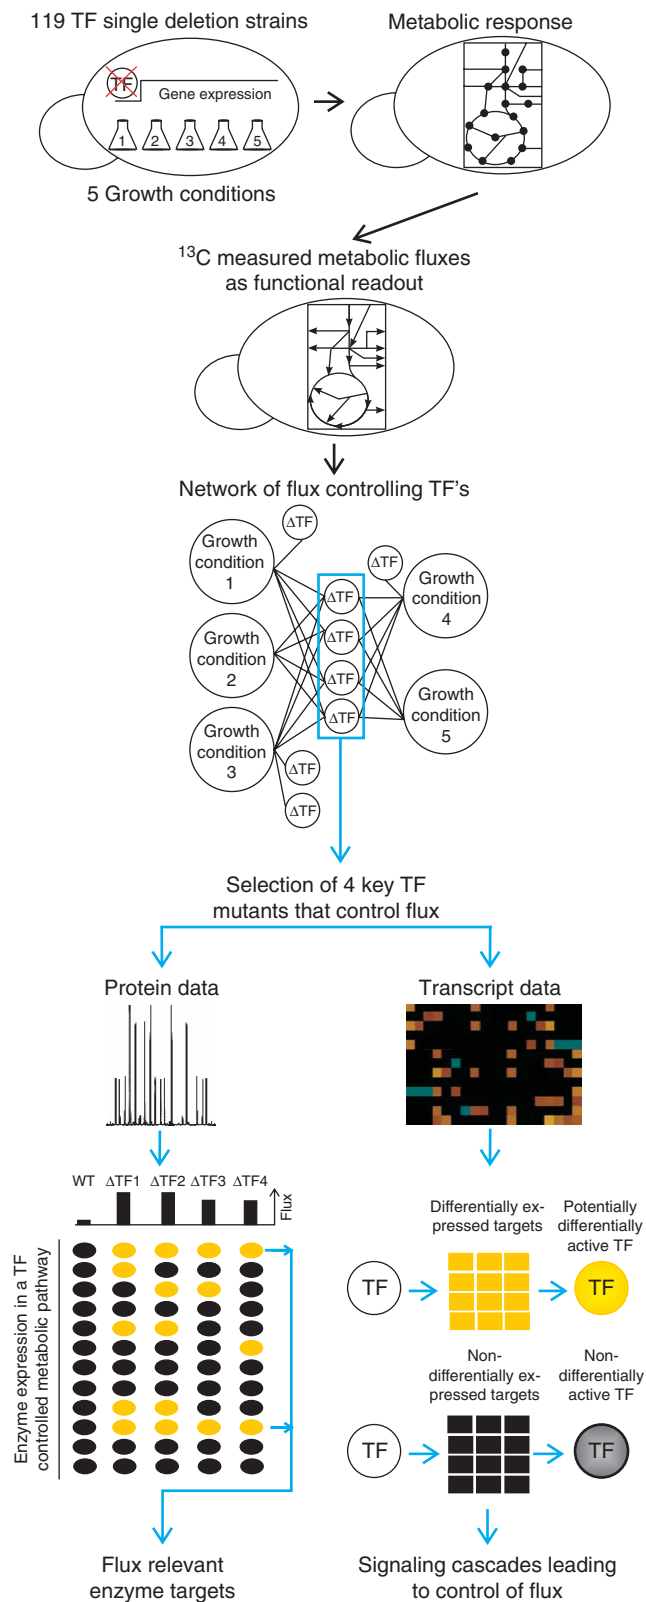 119 TF single deletion strains
Metabolic response
TF
Gene expression
1 2 3 4 5
5 Growth conditions
13C measured metabolic fluxes
as functional readout
Network of flux controlling TF's
ΔTF
Growth
condition
1
ΔTF
Growth
condition
4
ΔTF
ΔTF
Growth
condition
2
ΔTF
ΔTF
Growth
condition
5
Growth
condition
3
ΔTF
ΔTF
Selection of 4 key TF
mutants that control flux
Protein data
Transcript data
WT ΔTF1 ΔTF2 ΔTF3 ΔTF4
Flux
Enzyme expression in a TF
controlled metabolic pathway
Differentially ex-
pressed targets
Potentially
differentially
active TF
TF
TF
Non-
differentially ex-
pressed targets
Non-
differentially
active TF
TF
TF
Flux relevant
enzyme targets
Signaling cascades leading
to control of flux